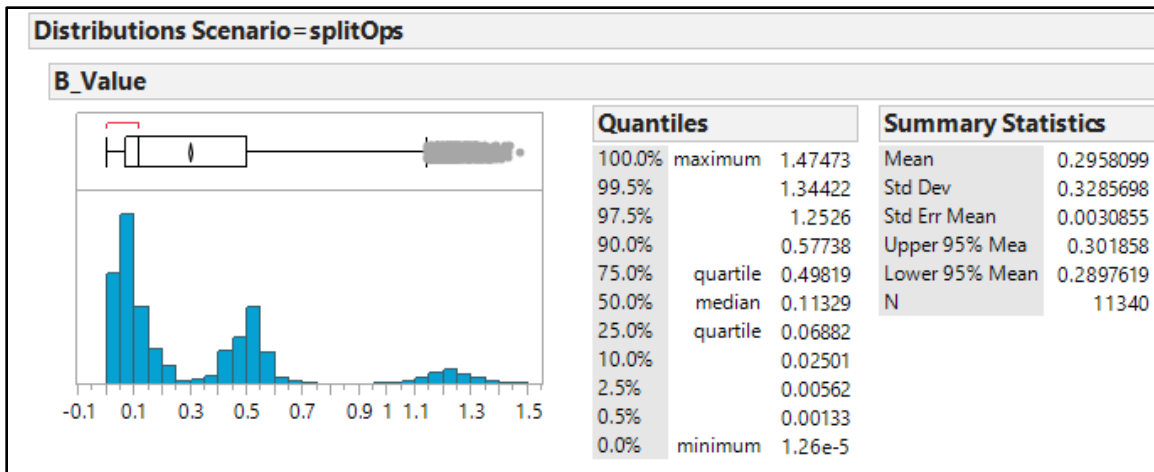 Distributions Scenario=splitOps
B_Value
-0.1 0.1 0.3 0.5 0.7 0.9 1 1.1 1.3 1.5
Quantiles
100.0% maximum 1.47473
99.5% 1.34422
97.5% 1.2526
90.0% 0.57738
75.0% quartile 0.49819
50.0% median 0.11329
25.0% quartile 0.06882
10.0% 0.02501
2.5% 0.00562
0.5% 0.00133
0.0% minimum 1.26e-5
Summary Statistics
Mean 0.2958099
Std Dev 0.3285698
Std Err Mean 0.0030855
Upper 95% Mea 0.301858
Lower 95% Mean 0.2897619
N 11340